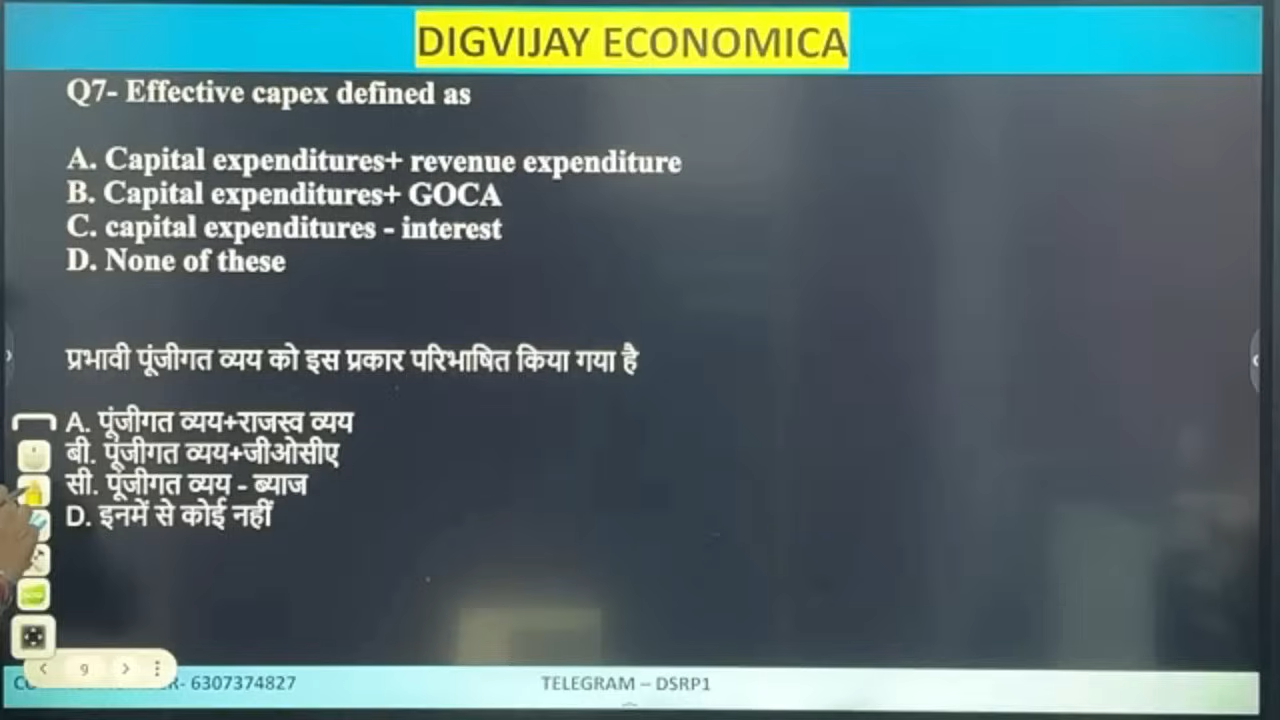 DIGVIJAY ECONOMICA
Q7- Effective capex defined as
A. Capital expenditures+ revenue expenditure
B. Capital expenditures+ GOCA
C. capital expenditures - interest
D. None of these
प्रभावी पूंजीगत व्यय को इस प्रकार परिभाषित किया गया है
A. पूंजीगत व्यय+राजस्व व्यय
बी. पूंजीगत व्यय+जीओसीए
सी. पूंजीगत व्यय - ब्याज
D. इनमें से कोई नहीं
9
6307374827
TELEGRAM – DSRP1